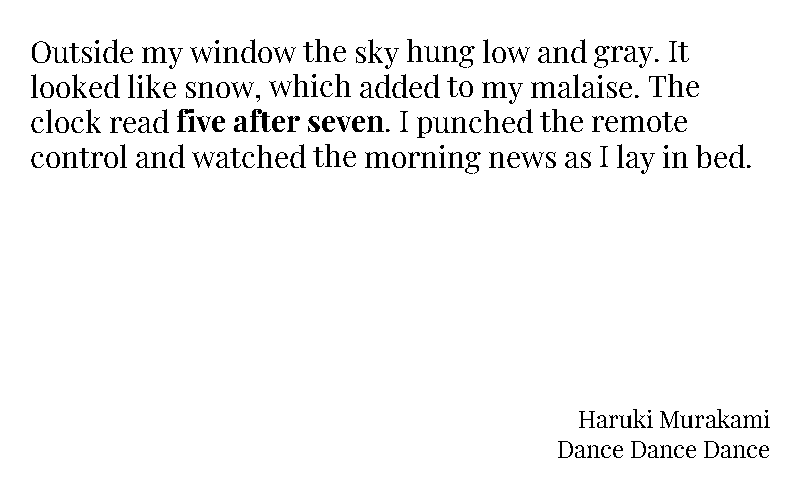 Outside my window the sky hung low and gray. It
looked like snow, which added to my malaise. The
clock read five after seven. I punched the remote
control and watched the morning news as I lay in bed.
Haruki Murakami
Dance Dance Dance